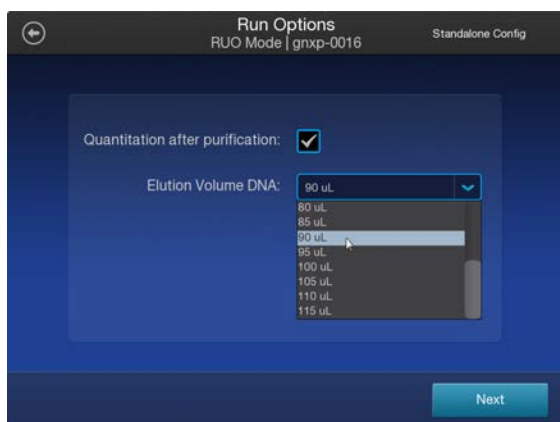 Run Options
RUO Mode | gnxp-0016
Standalone Config
Quantitation after purification:
Elution Volume DNA:
90 uL
80 uL
85 uL
90 uL
95 uL
100 uL
105 uL
110 uL
115 uL
Next